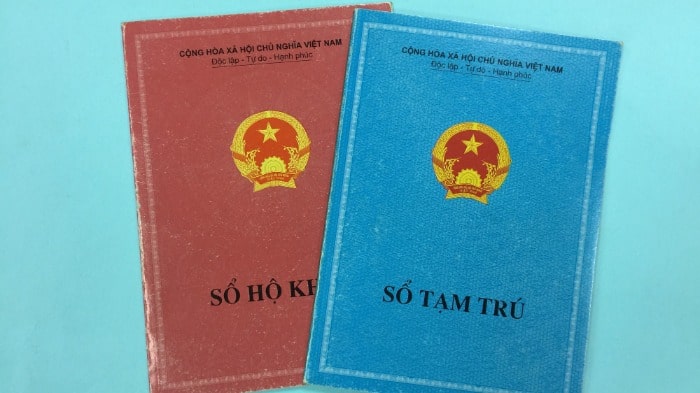 CỘNG HÒA XÃ HỘI CHỦ NGHĨA VIỆT NAM
Độc lập - Tự do - Hạnh phúc
SỔ HỘ KH
CỘNG HÒA XÃ HỘI CHỦ NGHĨA VIỆT NAM
Độc lập - Tự do - Hạnh phúc
SỔ TẠM TRÚ